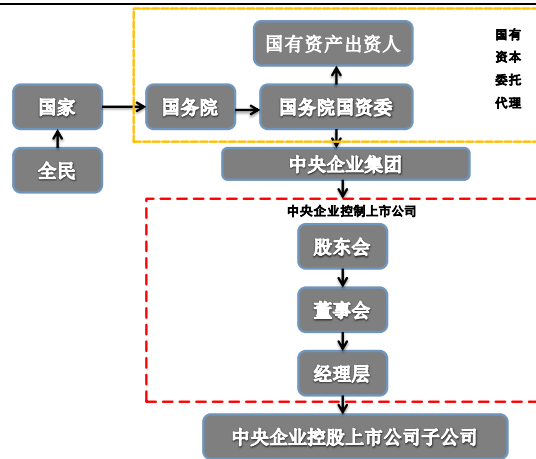 国有资产出资人
国有
资本
委托
代理
国家
国务院
国务院国资委
全民
中央企业集团
中央企业控制上市公司
股东会
董事会
经理层
中央企业控股上市公司子公司